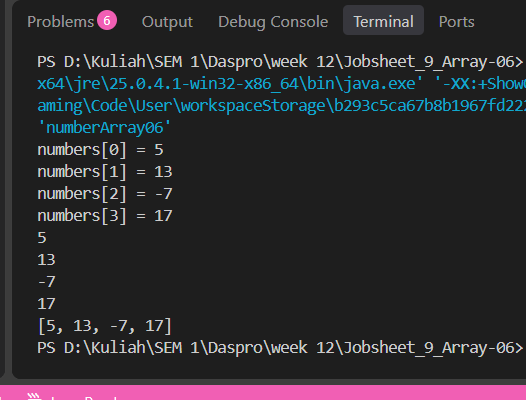 Problems 6 Output Debug Console Terminal Ports
PS D:\Kuliah\SEM 1\Daspro\week 12\Jobsheet_9_Array-06>
x64\jre\25.0.4.1-win32-x86_64\bin\java.exe' '-XX:+Show
aming\Code\User\workspaceStorage\b293c5ca67b8b1967fd222
'numberArray06'
numbers[0] = 5
numbers[1] = 13
numbers[2] = -7
numbers[3] = 17
5
13
-7
17
[5, 13, -7, 17]
PS D:\Kuliah\SEM 1\Daspro\week 12\Jobsheet_9_Array-06>